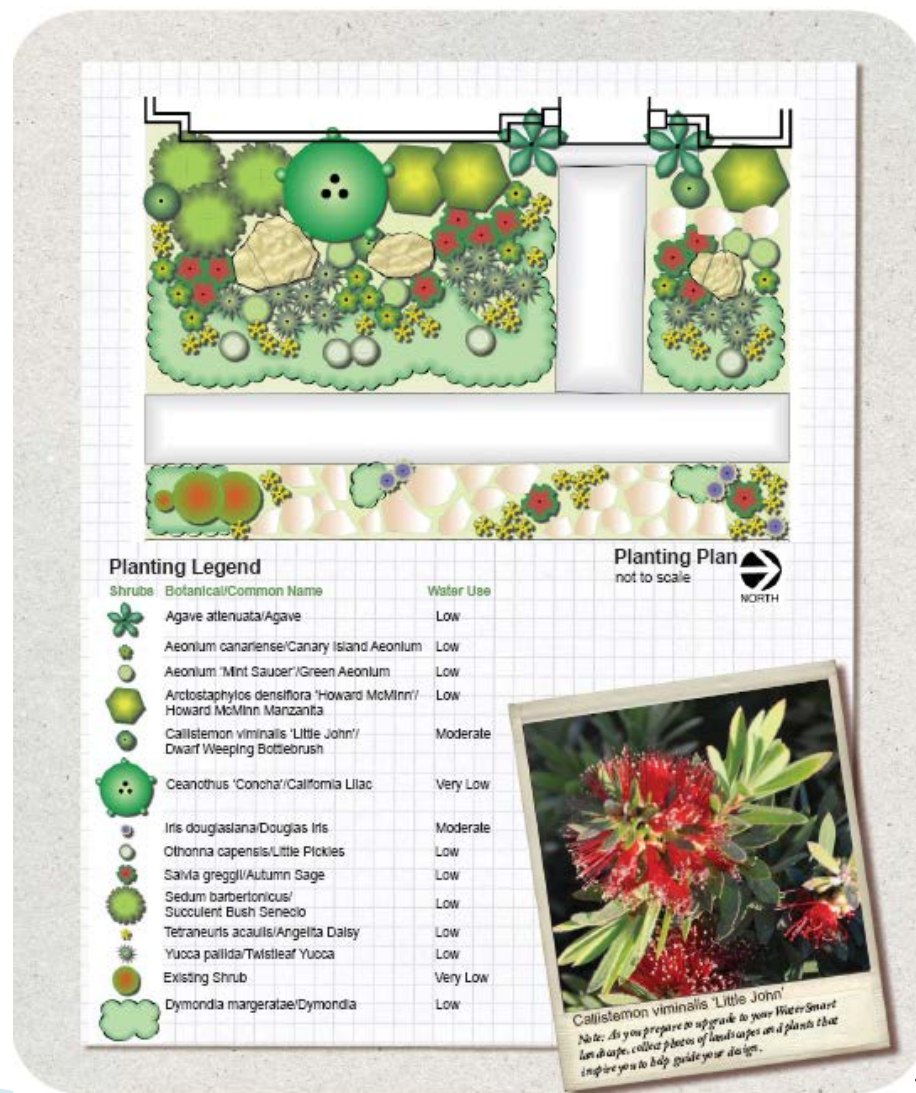 Planting Plan
not to scale
NORTH
Planting Legend
Shrubs Botanical/Common Name Water Use
Agave attenuata/Agave Low
Aeonium canariense/Canary Island Aeonium Low
Aeonium 'Mint Saucer'/Green Aeonium Low
Arctostaphylos densiflora 'Howard McMinn'/ Low
Howard McMinn Manzanita
Callistemon viminalis 'Little John'/ Moderate
Dwarf Weeping Bottlebrush
Ceanothus 'Concha'/California Lilac Very Low
Iris douglasiana/Douglas Iris Moderate
Othonna capensis/Little Pickles Low
Salvia greggii/Autumn Sage Low
Sedum barbertonicus/
Succulent Bush Senecio Low
Tetraneuris acaulis/Angelita Daisy Low
Yucca pallida/Twistleaf Yucca Low
Existing Shrub Very Low
Dymondia margeratae/Dymondia Low
Callistemon viminalis 'Little John'
Note: As you prepare to upgrade to your WaterSmart
landscape, collect photos of landscapes and plants that
inspire you to help guide your design.